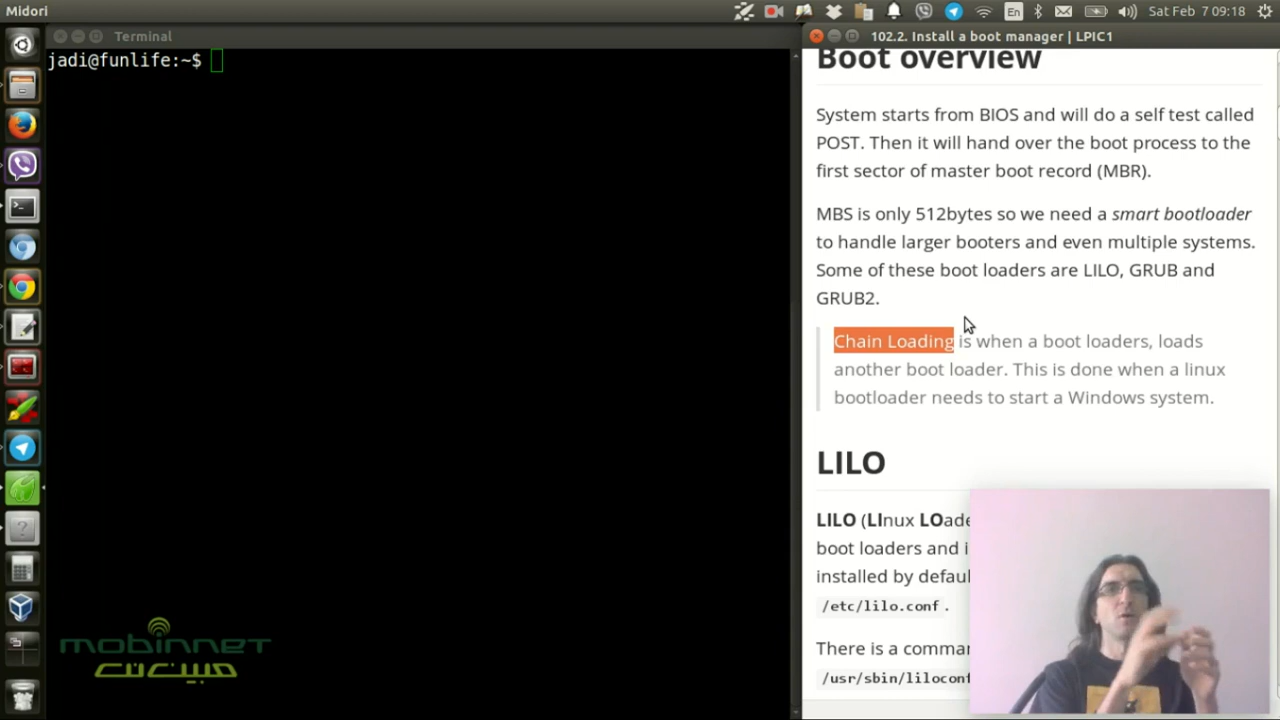 Midori
En
Sat Feb 7 09:18
Terminal
102.2. Install a boot manager | LPIC1
jadi@funlife:~$
Boot overview
System starts from BIOS and will do a self test called
POST. Then it will hand over the boot process to the
first sector of master boot record (MBR).
MBS is only 512bytes so we need a smart bootloader
to handle larger booters and even multiple systems.
Some of these boot loaders are LILO, GRUB and
GRUB2.
Chain Loading is when a boot loaders, loads
another boot loader. This is done when a linux
bootloader needs to start a Windows system.
LILO
LILO (LInux LOade
boot loaders and i
installed by defaul
/etc/lilo.conf .
There is a comman
/usr/sbin/liloconf
mobinnet
مبین نت